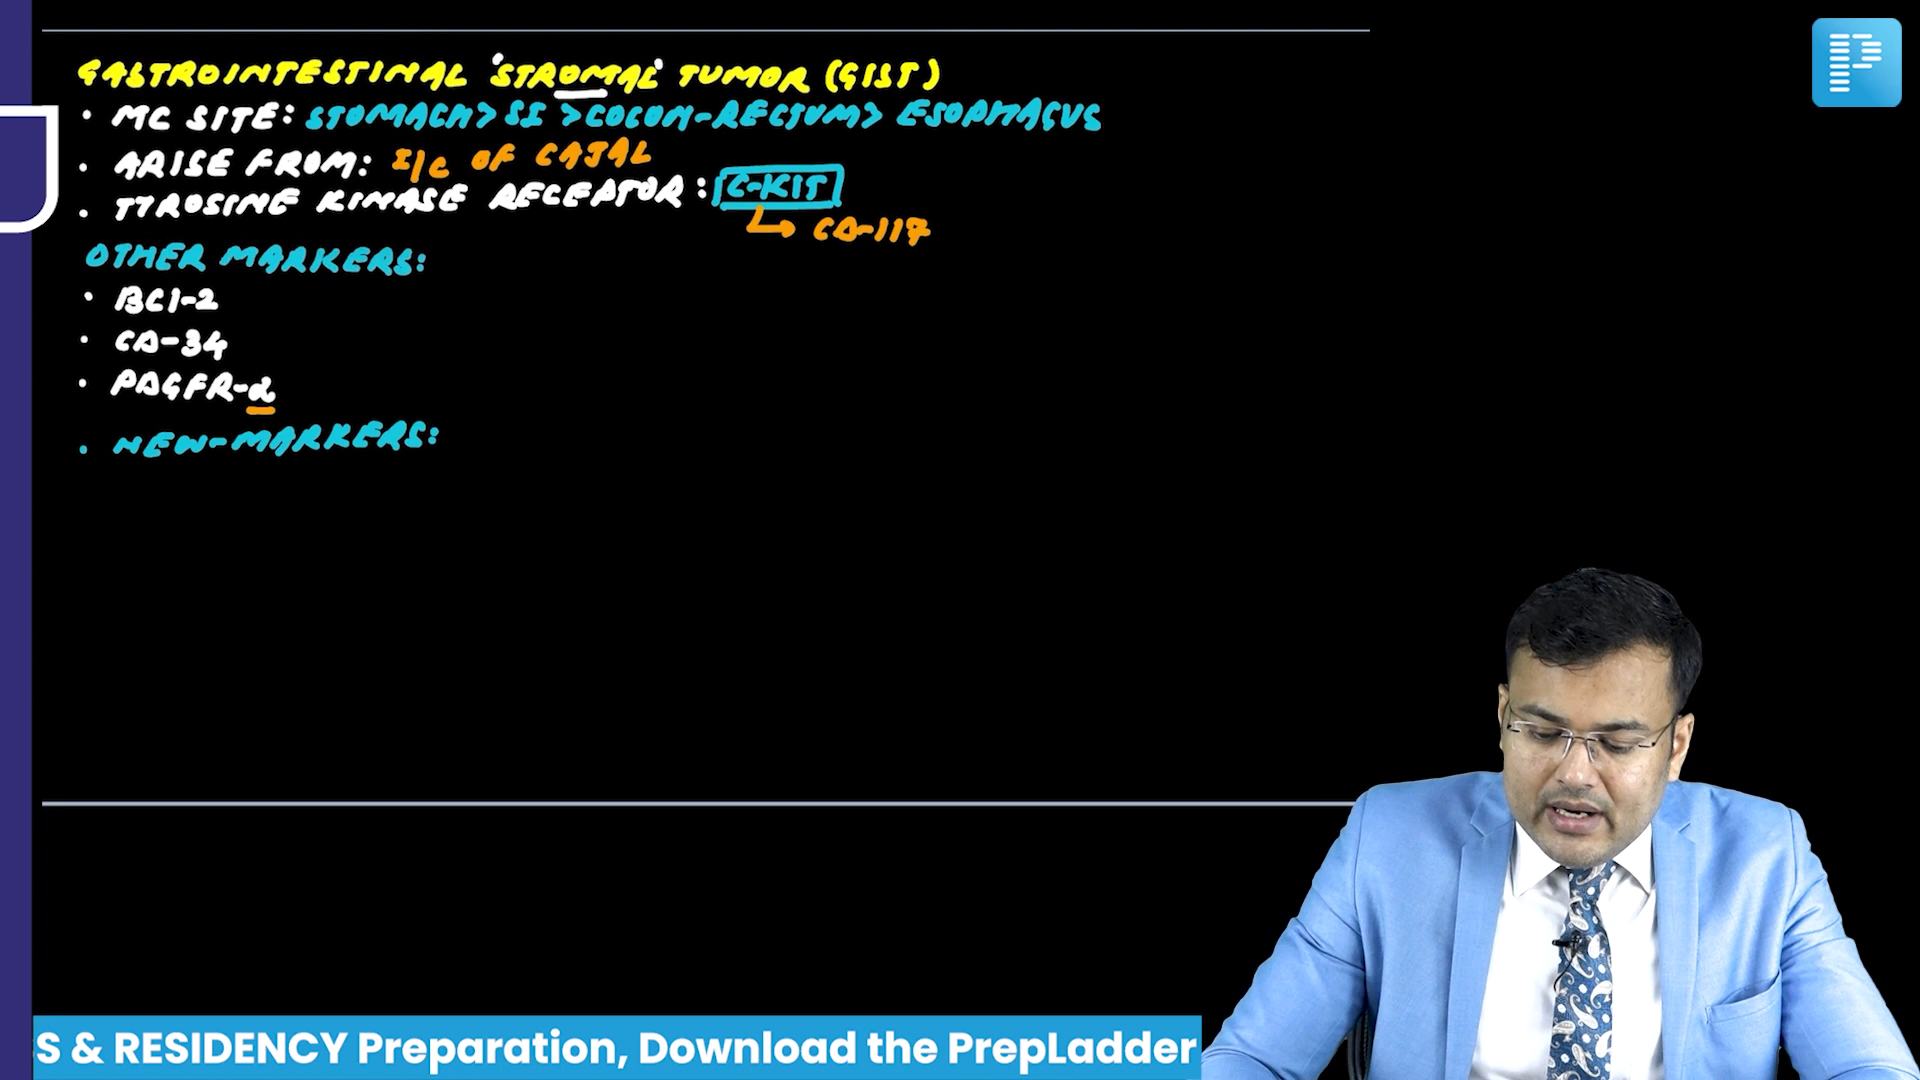 GASTROINTESTINAL 'STROMAL' TUMOR (GIST)
• MC SITE: STOMACH > SI > COLON-RECTUM > ESOPHAGUS
• ARISE FROM: I/C OF CAJAL
• TYROSINE KINASE RECEPTOR: C-KIT
↳ CD-117
OTHER MARKERS:
• BCl-2
• CD-34
• PDGFR-α
• NEW-MARKERS:
S & RESIDENCY Preparation, Download the PrepLadder